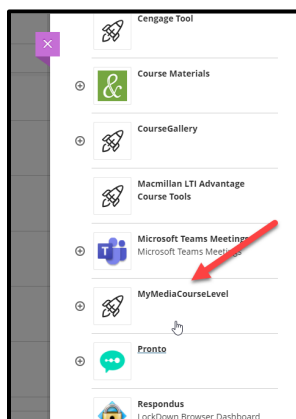 Cengage Tool
Course Materials
CourseGallery
Macmillan LTI Advantage
Course Tools
Microsoft Teams Meetings
Microsoft Teams Meetings
MyMediaCourseLevel
Pronto
Respondus
LockDown Browser Dashboard